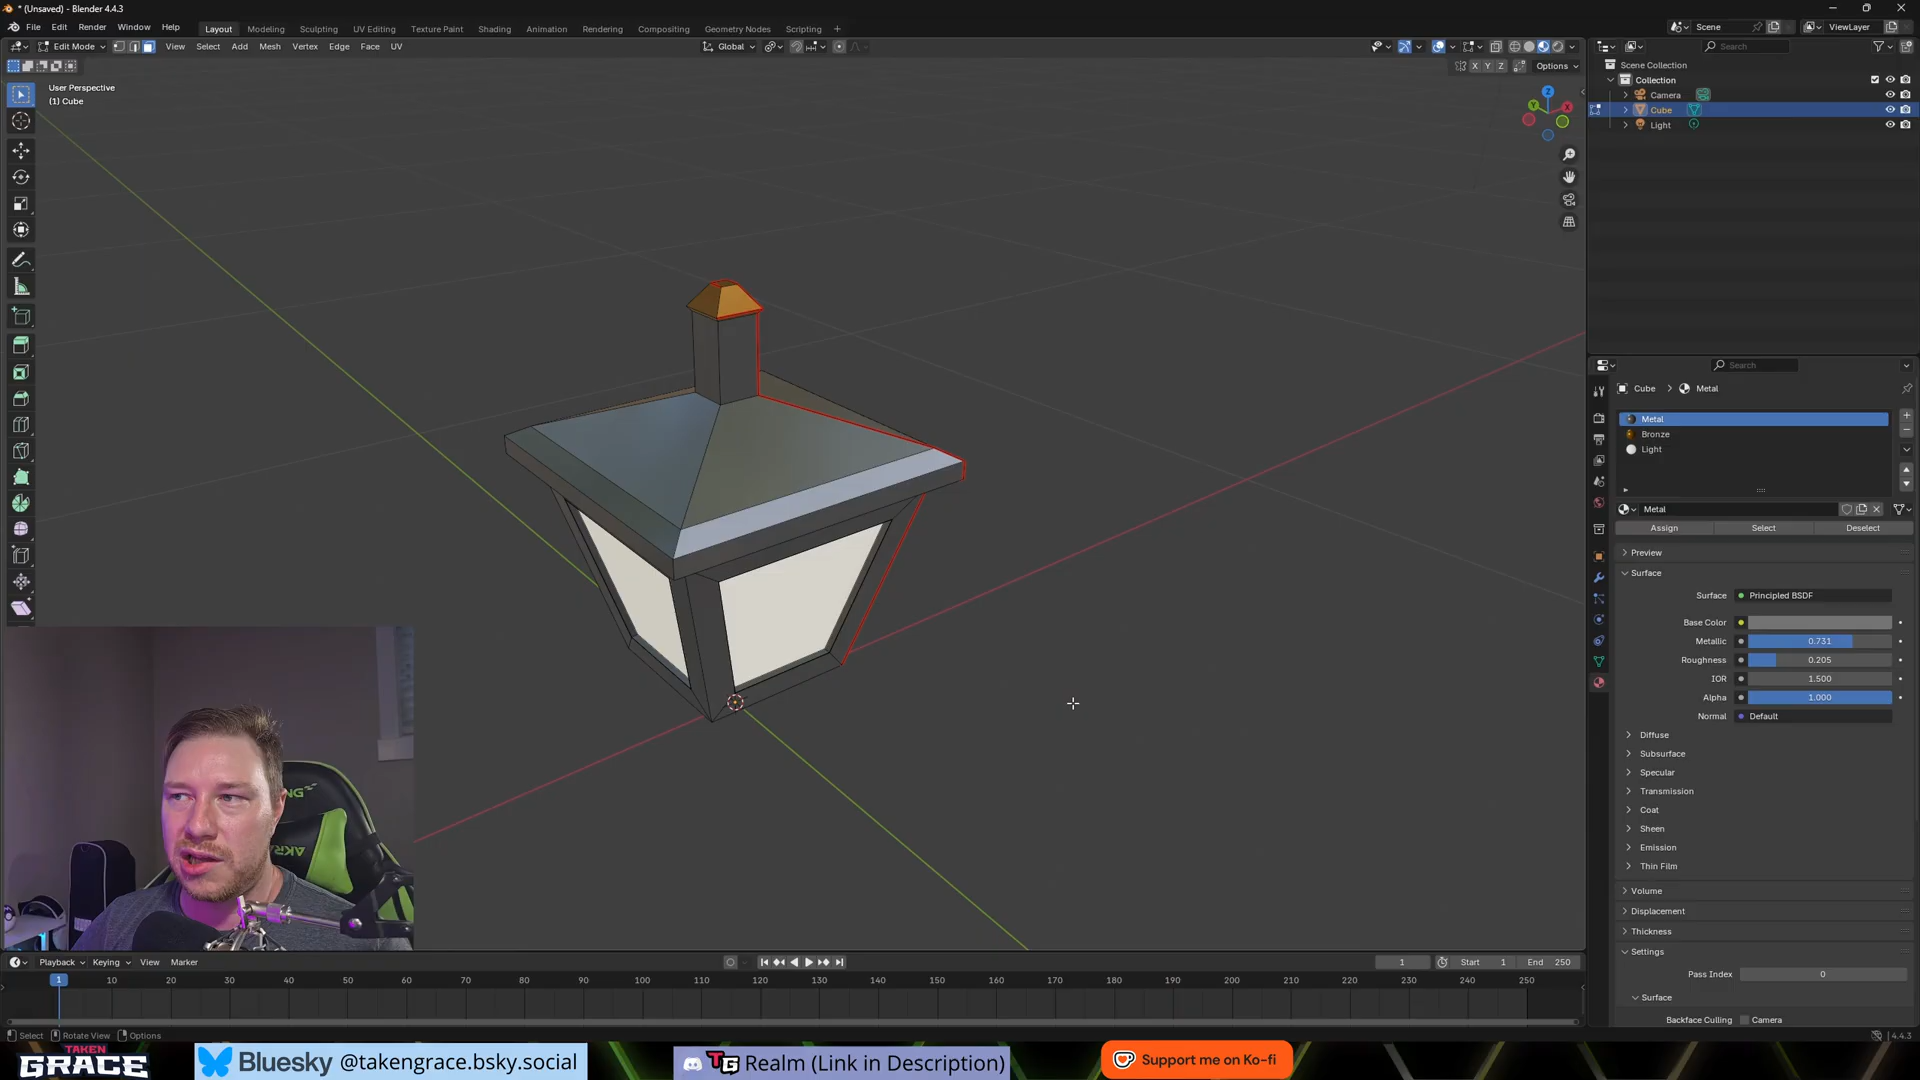 * (Unsaved) - Blender 4.4.3
File Edit Render Window Help Layout Modeling Sculpting UV Editing Texture Paint Shading Animation Rendering Compositing Geometry Nodes Scripting + Scene ViewLayer
Edit Mode View Select Add Mesh Vertex Edge Face UV Global Search
X Y Z Options
User Perspective
(1) Cube
Z
Y
X
Scene Collection
Collection
Camera
Cube
Light
Search
Cube Metal
Metal
Bronze
Light
Metal
Assign Select Deselect
Preview
Surface
Surface Principled BSDF
Base Color
Metallic 0.731
Roughness 0.205
IOR 1.500
Alpha 1.000
Normal Default
Diffuse
Subsurface
Specular
Transmission
Coat
Sheen
Emission
Thin Film
Volume
Displacement
Thickness
Settings
Pass Index 0
Surface
Backface Culling Camera
Playback Keying View Marker 1 Start 1 End 250
1 10 20 30 40 50 60 70 80 90 100 110 120 130 140 150 160 170 180 190 200 210 220 230 240 250
Select Rotate View Options 4.4.3
TAKEN
GRACE
Bluesky @takengrace.bsky.social
TG Realm (Link in Description)
Support me on Ko-fi